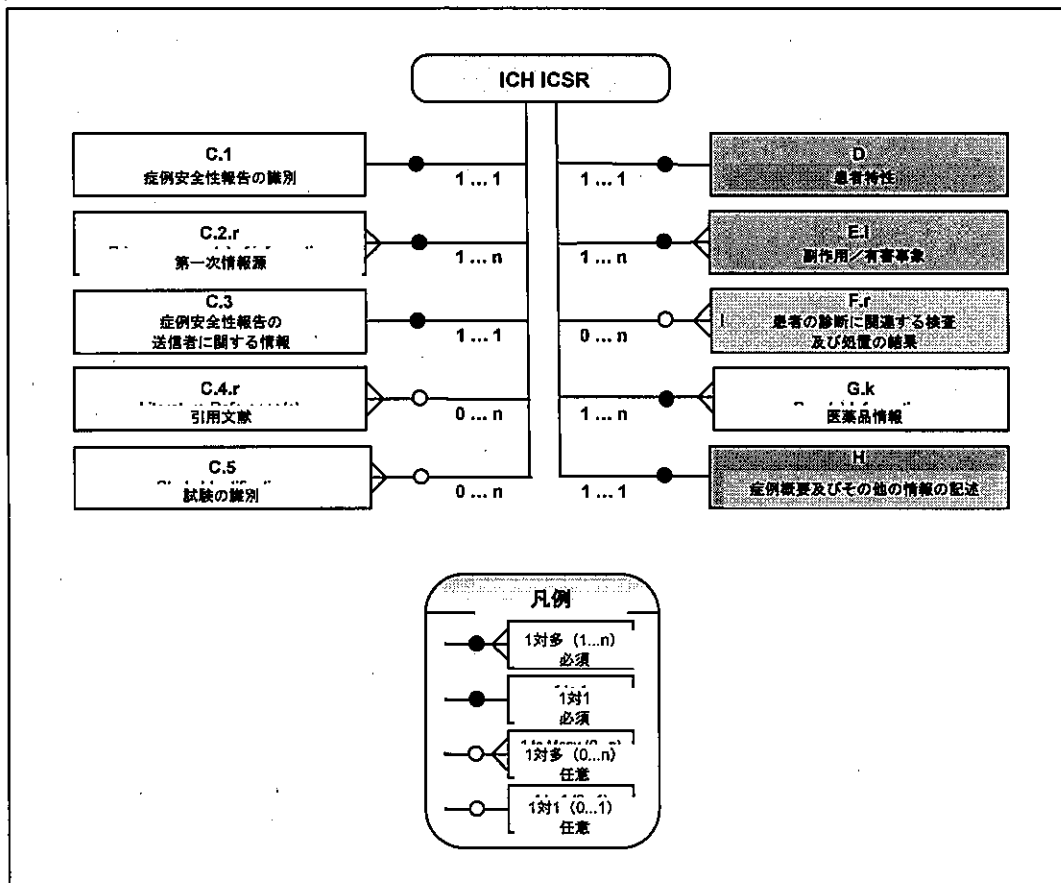 ICH ICSR
C.1
症例安全性報告の識別
1 ... 1
C.2.r
第一次情報源
1 ... n
C.3
症例安全性報告の
送信者に関する情報
1 ... 1
C.4.r
引用文献
0 ... n
C.5
試験の識別
0 ... n
D
患者特性
1 ... 1
E.i
副作用／有害事象
1 ... n
F.r
患者の診断に関連する検査
及び処置の結果
0 ... n
G.k
医薬品情報
1 ... n
H
症例概要及びその他の情報の記述
1 ... 1
凡例
1対多（1...n）
必須
1対1
必須
1対多（0...n）
任意
1対1（0...1）
任意